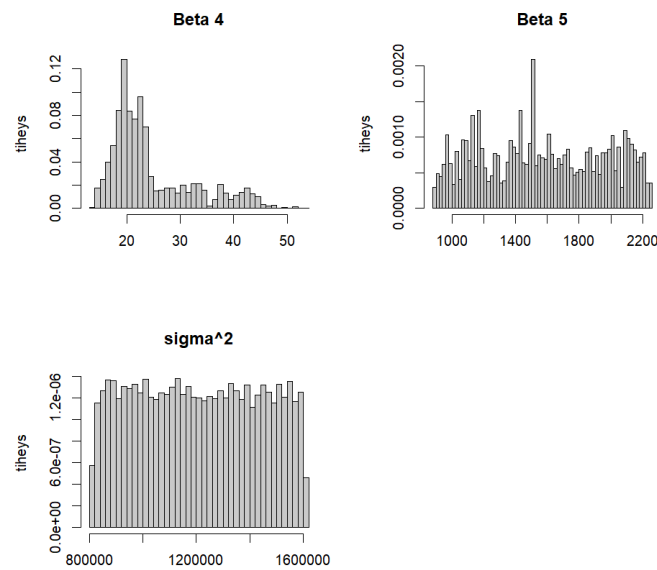 Beta 4
tiheys
0.00 0.04 0.08 0.12
20 30 40 50
Beta 5
tiheys
0.0000 0.0010 0.0020
1000 1400 1800 2200
sigma^2
tiheys
0.0e+00 6.0e-07 1.2e-06
800000 1200000 1600000